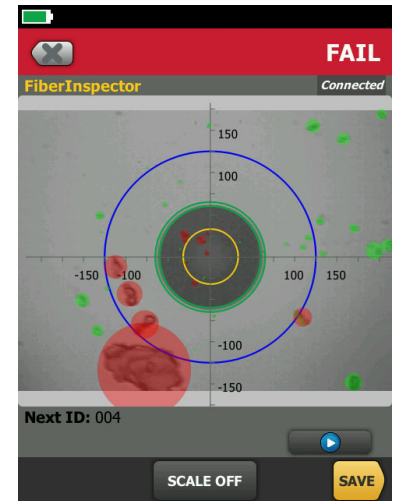 FAIL
FiberInspector
Connected
150
100
-150 -100 100 150
-100
-150
Next ID: 004
SCALE OFF
SAVE